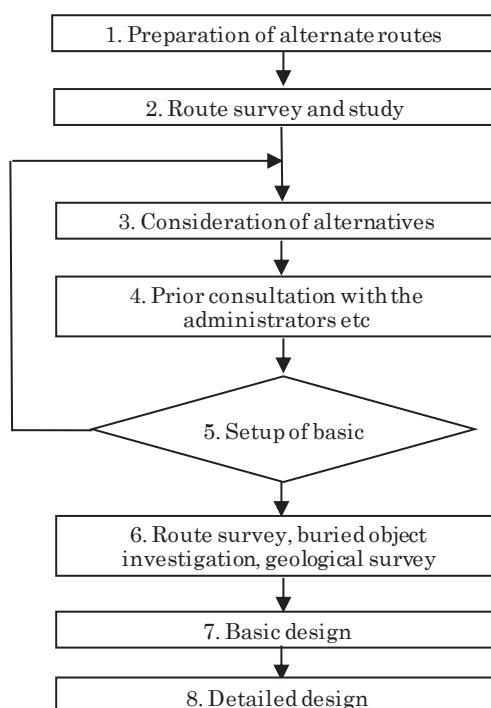 1. Preparation of alternate routes
2. Route survey and study
3. Consideration of alternatives
4. Prior consultation with the
administrators etc
5. Setup of basic
6. Route survey, buried object
investigation, geological survey
7. Basic design
8. Detailed design